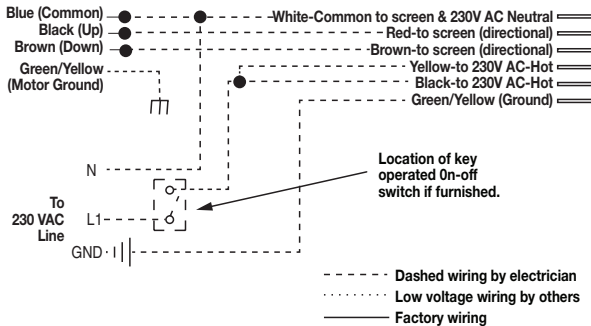 Blue (Common)
White-Common to screen & 230V AC Neutral
Black (Up)
Red-to screen (directional)
Brown (Down)
Brown-to screen (directional)
Green/Yellow
(Motor Ground)
Yellow-to 230V AC-Hot
Black-to 230V AC-Hot
Green/Yellow (Ground)
N
Location of key
operated 0n-off
switch if furnished.
To
230 VAC
Line
L1
GND
Dashed wiring by electrician
Low voltage wiring by others
Factory wiring